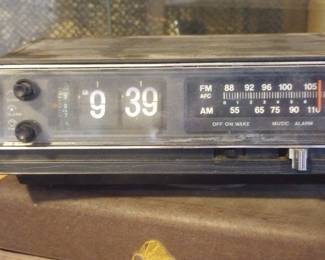 9 39
FM 88 92 96 100 105
AFC
AM 55 65 75 90 110
OFF ON WAKE MUSIC ALARM